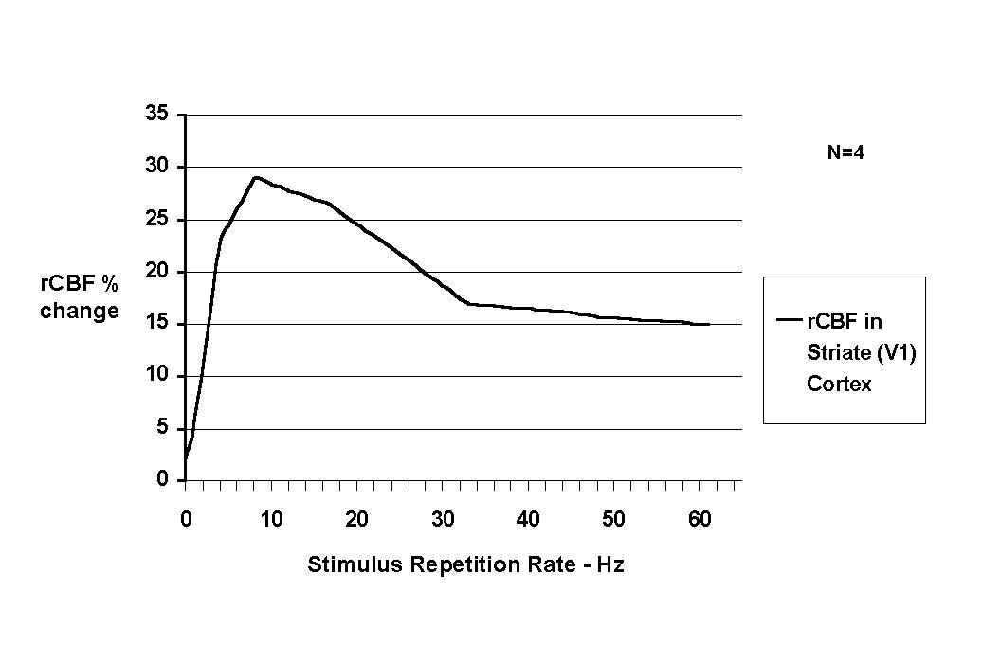 35
N=4
30
25
20
rCBF %
change
15
10
5
0
rCBF in
Striate (V1)
Cortex
0 10 20 30 40 50 60
Stimulus Repetition Rate - Hz